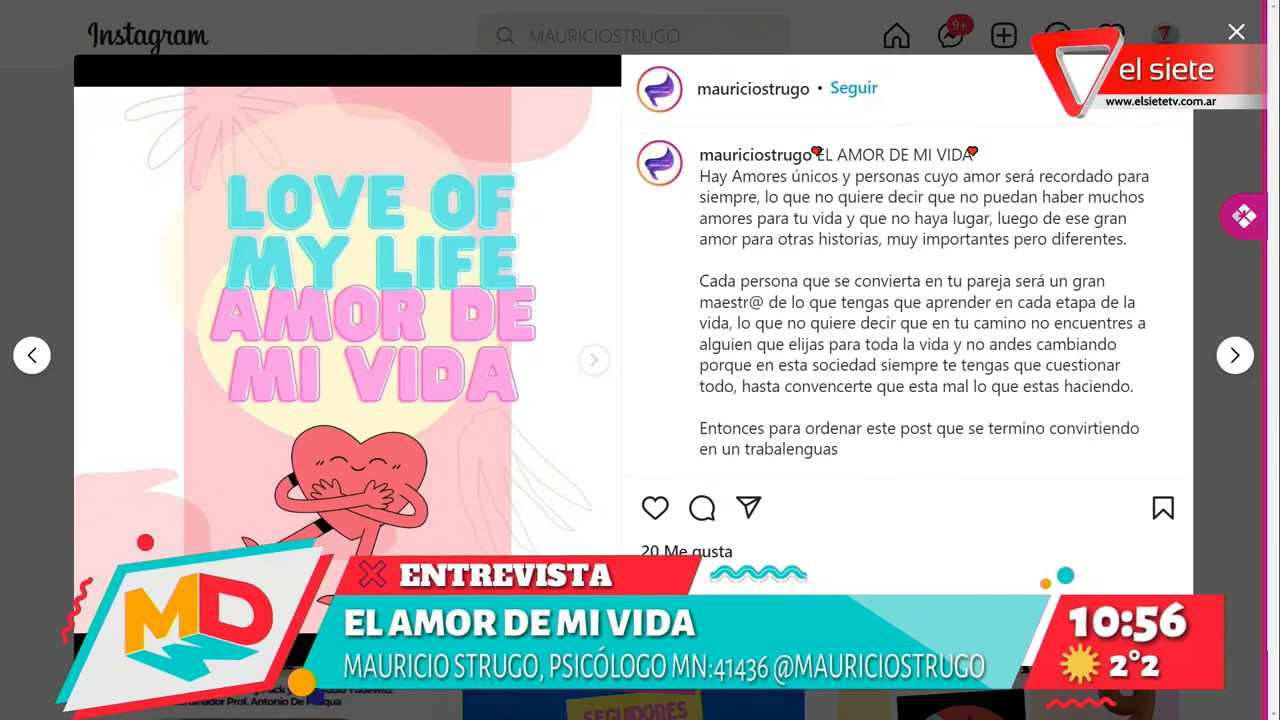 Instagram
MAURICIOSTRUGO
9+
el siete
www.elsietetv.com.ar
mauriciostrugo • Seguir
LOVE OF
MY LIFE
AMOR DE
MI VIDA
mauriciostrugo EL AMOR DE MI VIDA
Hay Amores únicos y personas cuyo amor será recordado para
siempre, lo que no quiere decir que no puedan haber muchos
amores para tu vida y que no haya lugar, luego de ese gran
amor para otras historias, muy importantes pero diferentes.
Cada persona que se convierta en tu pareja será un gran
maestr@ de lo que tengas que aprender en cada etapa de la
vida, lo que no quiere decir que en tu camino no encuentres a
alguien que elijas para toda la vida y no andes cambiando
porque en esta sociedad siempre te tengas que cuestionar
todo, hasta convencerte que esta mal lo que estas haciendo.
Entonces para ordenar este post que se termino convirtiendo
en un trabalenguas
20 Me gusta
ENTREVISTA
MD
EL AMOR DE MI VIDA
MAURICIO STRUGO, PSICÓLOGO MN:41436 @MAURICIOSTRUGO
10:56
2°2
Prof. Antonio De
SEGUIDORES